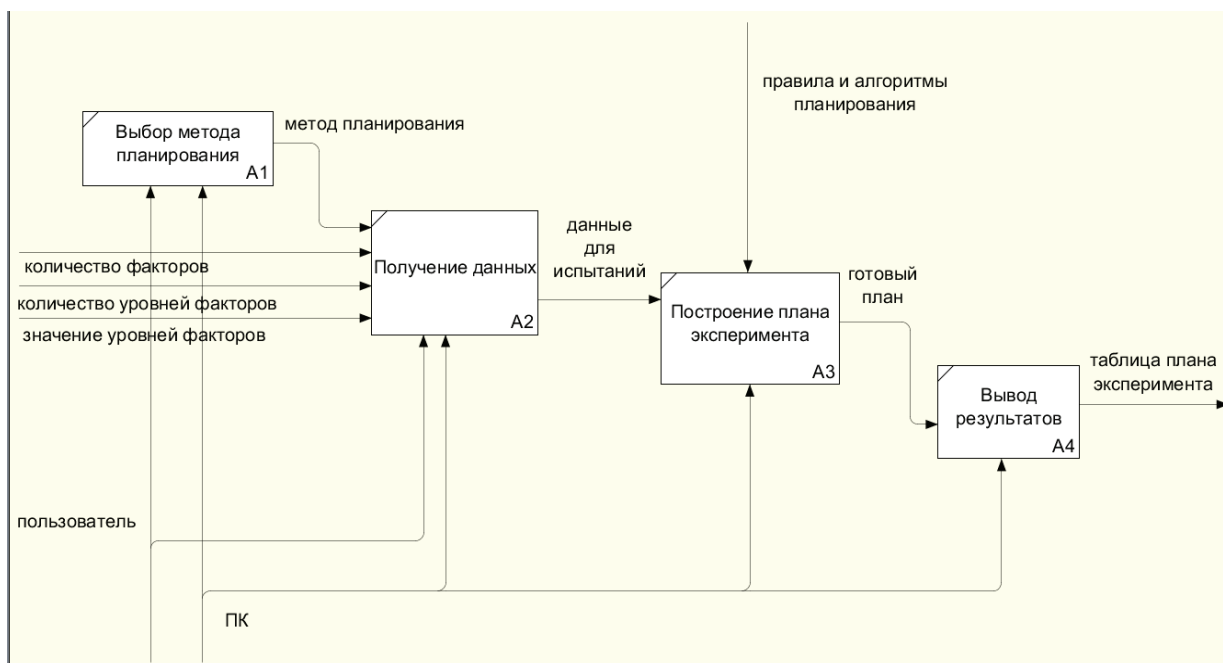 правила и алгоритмы
планирования
Выбор метода
планирования
A1
метод планирования
количество факторов
количество уровней факторов
значение уровней факторов
Получение данных
A2
данные
для
испытаний
Построение плана
эксперимента
A3
готовый
план
Вывод
результатов
A4
таблица плана
эксперимента
пользователь
ПК